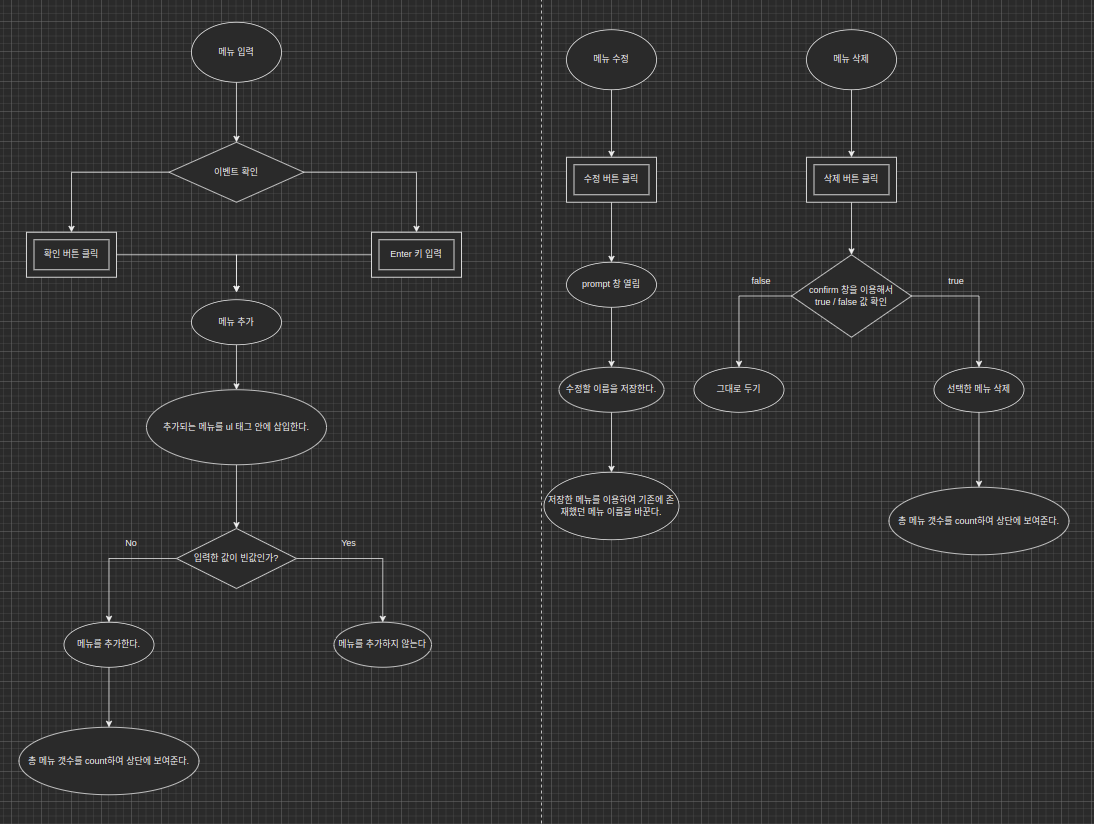 메뉴 입력
이벤트 확인
확인 버튼 클릭
Enter 키 입력
메뉴 추가
추가되는 메뉴를 ul 태그 안에 삽입한다.
입력한 값이 빈값인가?
No
Yes
메뉴를 추가한다.
메뉴를 추가하지 않는다
총 메뉴 갯수를 count하여 상단에 보여준다.
메뉴 수정
수정 버튼 클릭
prompt 창 열림
수정할 이름을 저장한다.
저장한 메뉴를 이용하여 기존에 존
재했던 메뉴 이름을 바꾼다.
메뉴 삭제
삭제 버튼 클릭
confirm 창을 이용해서
true / false 값 확인
false
true
그대로 두기
선택한 메뉴 삭제
총 메뉴 갯수를 count하여 상단에 보여준다.